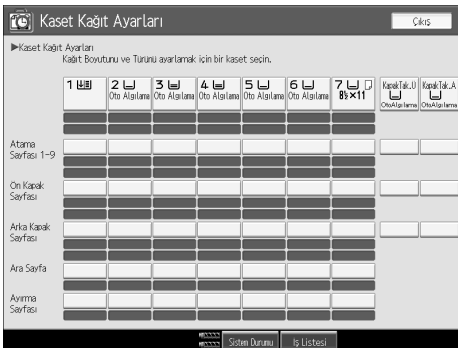 Kaset Kağıt Ayarları
Çıkış
▶Kaset Kağıt Ayarları
Kağıt Boyutunu ve Türünü ayarlamak için bir kaset seçin.
1 2 3 4 5 6 7 KapakTak.Ü KapakTak.A
Oto Algılama Oto Algılama Oto Algılama Oto Algılama Oto Algılama 8½×11 OtoAlgılama OtoAlgılama
Atama
Sayfası 1-9
Ön Kapak
Sayfası
Arka Kapak
Sayfası
Ara Sayfa
Ayırma
Sayfası
Sistem Durumu İş Listesi